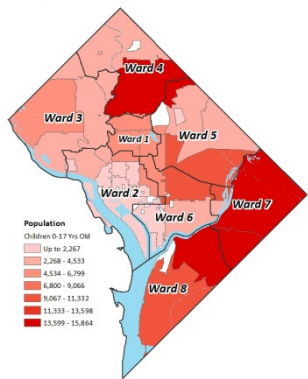 Ward 4
Ward 3
Ward 1
Ward 5
Ward 2
Ward 7
Ward 6
Ward 8
Population
Children 0-17 Yrs Old
Up to 2,267
2,268 - 4,533
4,534 - 6,799
6,800 - 9,066
9,067 - 11,332
11,333 - 13,598
13,599 - 15,864